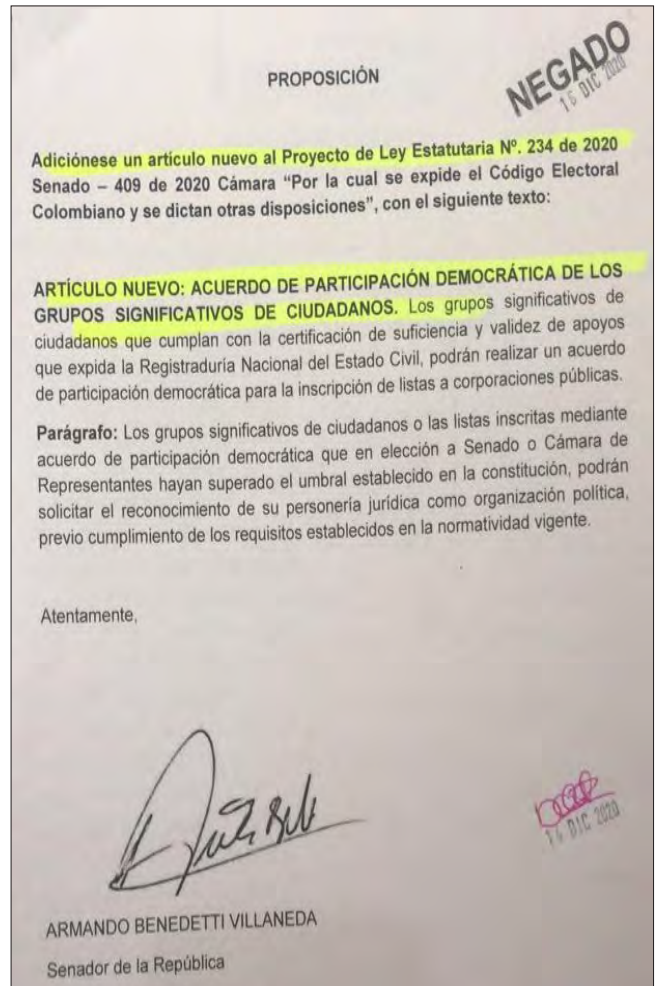 NEGADO
15 DIC 2020
PROPOSICIÓN
Adiciónese un artículo nuevo al Proyecto de Ley Estatutaria Nº. 234 de 2020
Senado – 409 de 2020 Cámara “Por la cual se expide el Código Electoral
Colombiano y se dictan otras disposiciones”, con el siguiente texto:
ARTÍCULO NUEVO: ACUERDO DE PARTICIPACIÓN DEMOCRÁTICA DE LOS
GRUPOS SIGNIFICATIVOS DE CIUDADANOS. Los grupos significativos de
ciudadanos que cumplan con la certificación de suficiencia y validez de apoyos
que expida la Registraduría Nacional del Estado Civil, podrán realizar un acuerdo
de participación democrática para la inscripción de listas a corporaciones públicas.
Parágrafo: Los grupos significativos de ciudadanos o las listas inscritas mediante
acuerdo de participación democrática que en elección a Senado o Cámara de
Representantes hayan superado el umbral establecido en la constitución, podrán
solicitar el reconocimiento de su personería jurídica como organización política,
previo cumplimiento de los requisitos establecidos en la normatividad vigente.
Atentamente,
DIC 2020
ARMANDO BENEDETTI VILLANEDA
Senador de la República